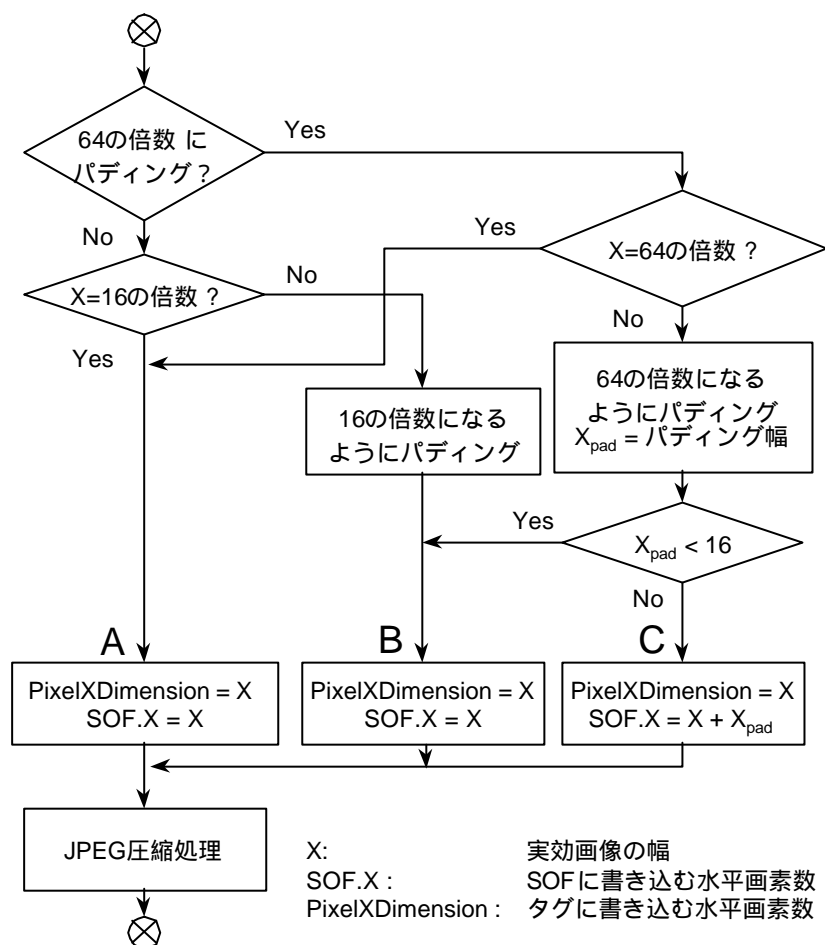 64の倍数 に
パディング？
Yes
No
X=64の倍数？
Yes
No
X=16の倍数？
No
Yes
16の倍数になる
ようにパディング
64の倍数になる
ようにパディング
Xpad = パディング幅
Xpad < 16
Yes
No
A
PixelXDimension = X
SOF.X = X
B
PixelXDimension = X
SOF.X = X
C
PixelXDimension = X
SOF.X = X + Xpad
JPEG圧縮処理
X: 実効画像の幅
SOF.X : SOFに書き込む水平画素数
PixelXDimension : タグに書き込む水平画素数